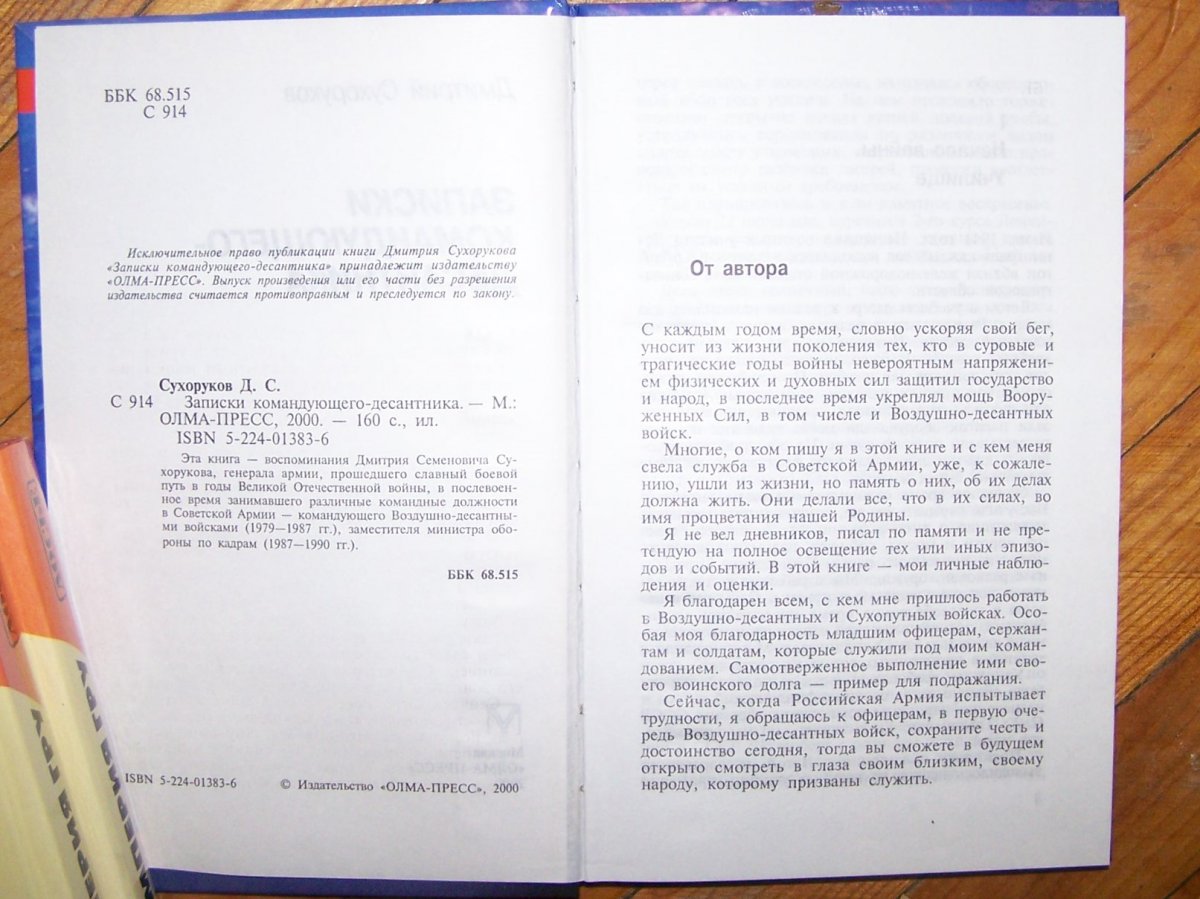 ББК 68.515
С 914
Исключительное право публикации книги Дмитрия Сухорукова
«Записки командующего-десантника» принадлежит издательству
«ОЛМА-ПРЕСС». Выпуск произведения или его части без разрешения
издательства считается противоправным и преследуется по закону.
Сухоруков Д. С.
С 914 Записки командующего-десантника. — М.:
ОЛМА-ПРЕСС, 2000. — 160 с., ил.
ISBN 5-224-01383-6
Эта книга — воспоминания Дмитрия Семеновича Су-
хорукова, генерала армии, прошедшего славный боевой
путь в годы Великой Отечественной войны, в послевоен-
ное время занимавшего различные командные должности
в Советской Армии — командующего Воздушно-десантны-
ми войсками (1979—1987 гг.), заместителя министра обо-
роны по кадрам (1987—1990 гг.).
ББК 68.515
ISBN 5-224-01383-6
© Издательство «ОЛМА-ПРЕСС», 2000
От автора
С каждым годом время, словно ускоряя свой бег,
уносит из жизни поколения тех, кто в суровые и
трагические годы войны невероятным напряжени-
ем физических и духовных сил защитил государство
и народ, в последнее время укреплял мощь Воору-
женных Сил, в том числе и Воздушно-десантных
войск.
Многие, о ком пишу я в этой книге и с кем меня
свела служба в Советской Армии, уже, к сожале-
нию, ушли из жизни, но память о них, об их делах
должна жить. Они делали все, что в их силах, во
имя процветания нашей Родины.
Я не вел дневников, писал по памяти и не пре-
тендую на полное освещение тех или иных эпизо-
дов и событий. В этой книге — мои личные наблю-
дения и оценки.
Я благодарен всем, с кем мне пришлось работать
в Воздушно-десантных и Сухопутных войсках. Осо-
бая моя благодарность младшим офицерам, сержан-
там и солдатам, которые служили под моим коман-
дованием. Самоотверженное выполнение ими сво-
его воинского долга — пример для подражания.
Сейчас, когда Российская Армия испытывает
трудности, я обращаюсь к офицерам, в первую оче-
редь Воздушно-десантных войск, сохраните честь и
достоинство сегодня, тогда вы сможете в будущем
открыто смотреть в глаза своим близким, своему
народу, которому призваны служить.
ГРУ
ГРУ